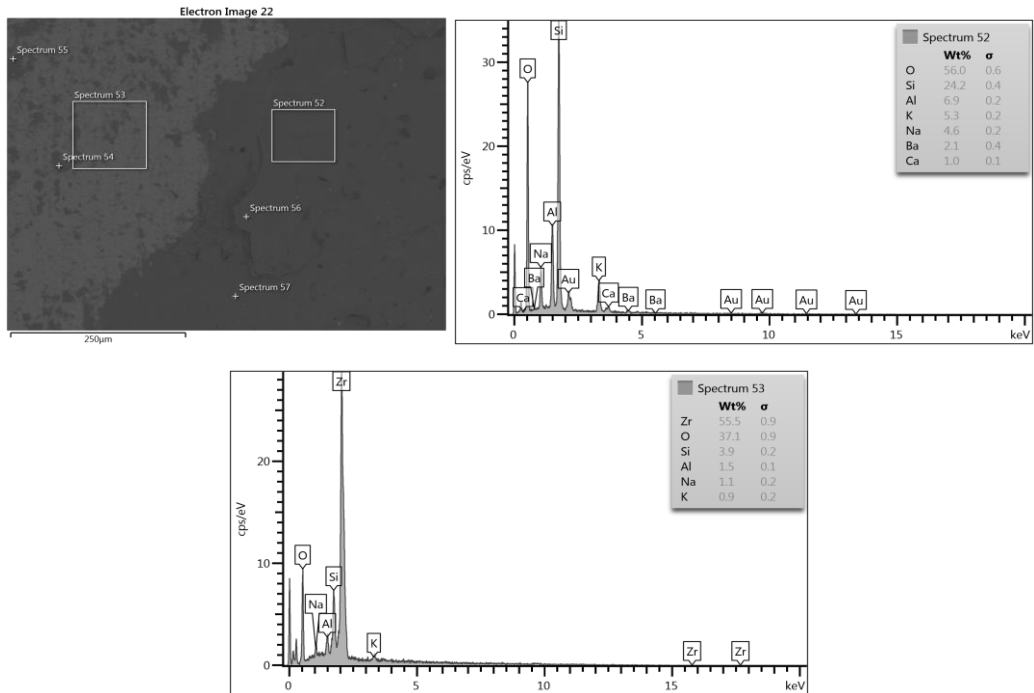 Electron Image 22
Spectrum 55
Spectrum 53
Spectrum 52
Spectrum 54
Spectrum 56
Spectrum 57
250µm
Spectrum 52
Wt% σ
O 56.0 0.6
Si 24.2 0.4
Al 6.9 0.2
K 5.3 0.2
Na 4.6 0.2
Ba 2.1 0.4
Ca 1.0 0.1
cps/eV
30
20
10
0
Si
O
Al
Na
Ba
K
Au
Ca
Ca
Ba
Ba
Au
Au
Au
Au
0 5 10 15 keV
Spectrum 53
Wt% σ
Zr 55.5 0.9
O 37.1 0.9
Si 3.9 0.2
Al 1.5 0.1
Na 1.1 0.2
K 0.9 0.2
cps/eV
20
10
0
Zr
O
Si
Na
Al
K
Zr
Zr
0 5 10 15 keV